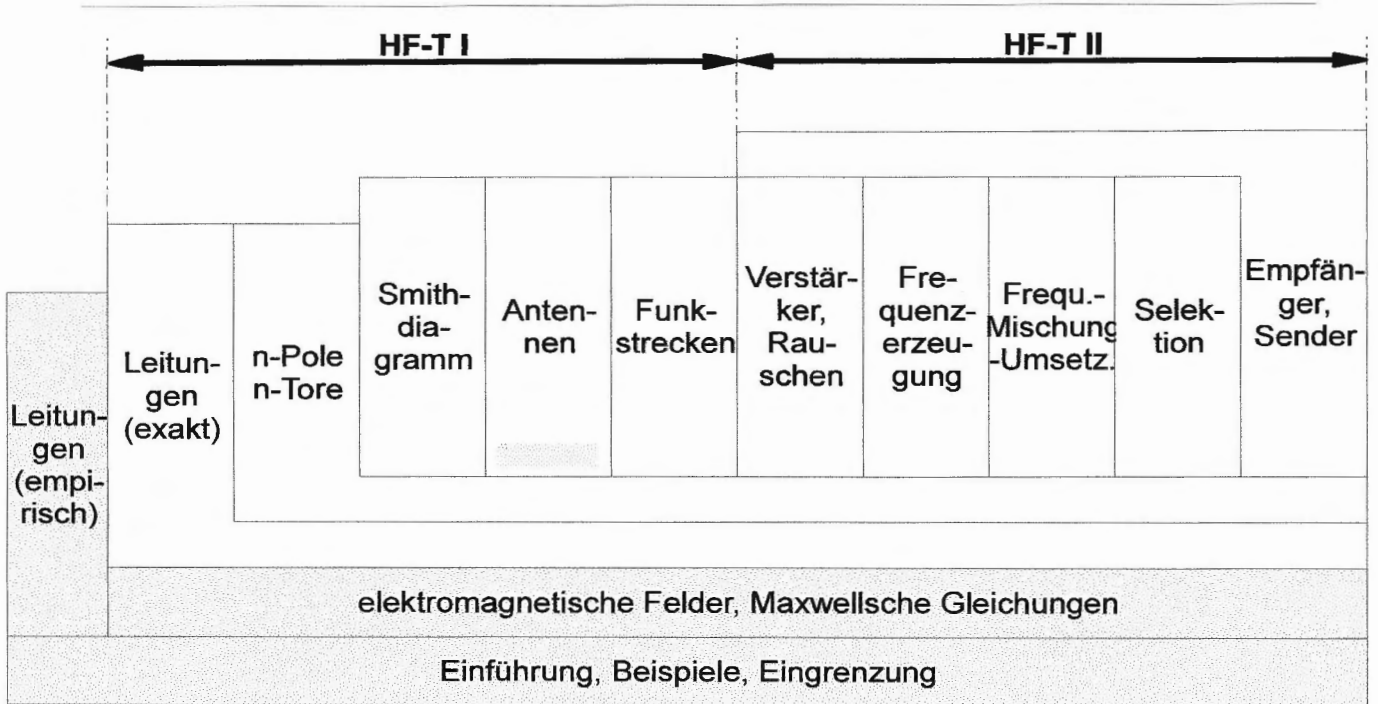 HF-T I
HF-T II
Leitun-
gen
(empi-
risch)
Leitun-
gen
(exakt)
n-Pole
n-Tore
Smith-
dia-
gramm
Anten-
nen
Funk-
strecken
Verstär-
ker,
Rau-
schen
Fre-
quenz-
erzeu-
gung
Frequ.-
Mischung
-Umsetz.
Selek-
tion
Empfän-
ger,
Sender
elektromagnetische Felder, Maxwellsche Gleichungen
Einführung, Beispiele, Eingrenzung